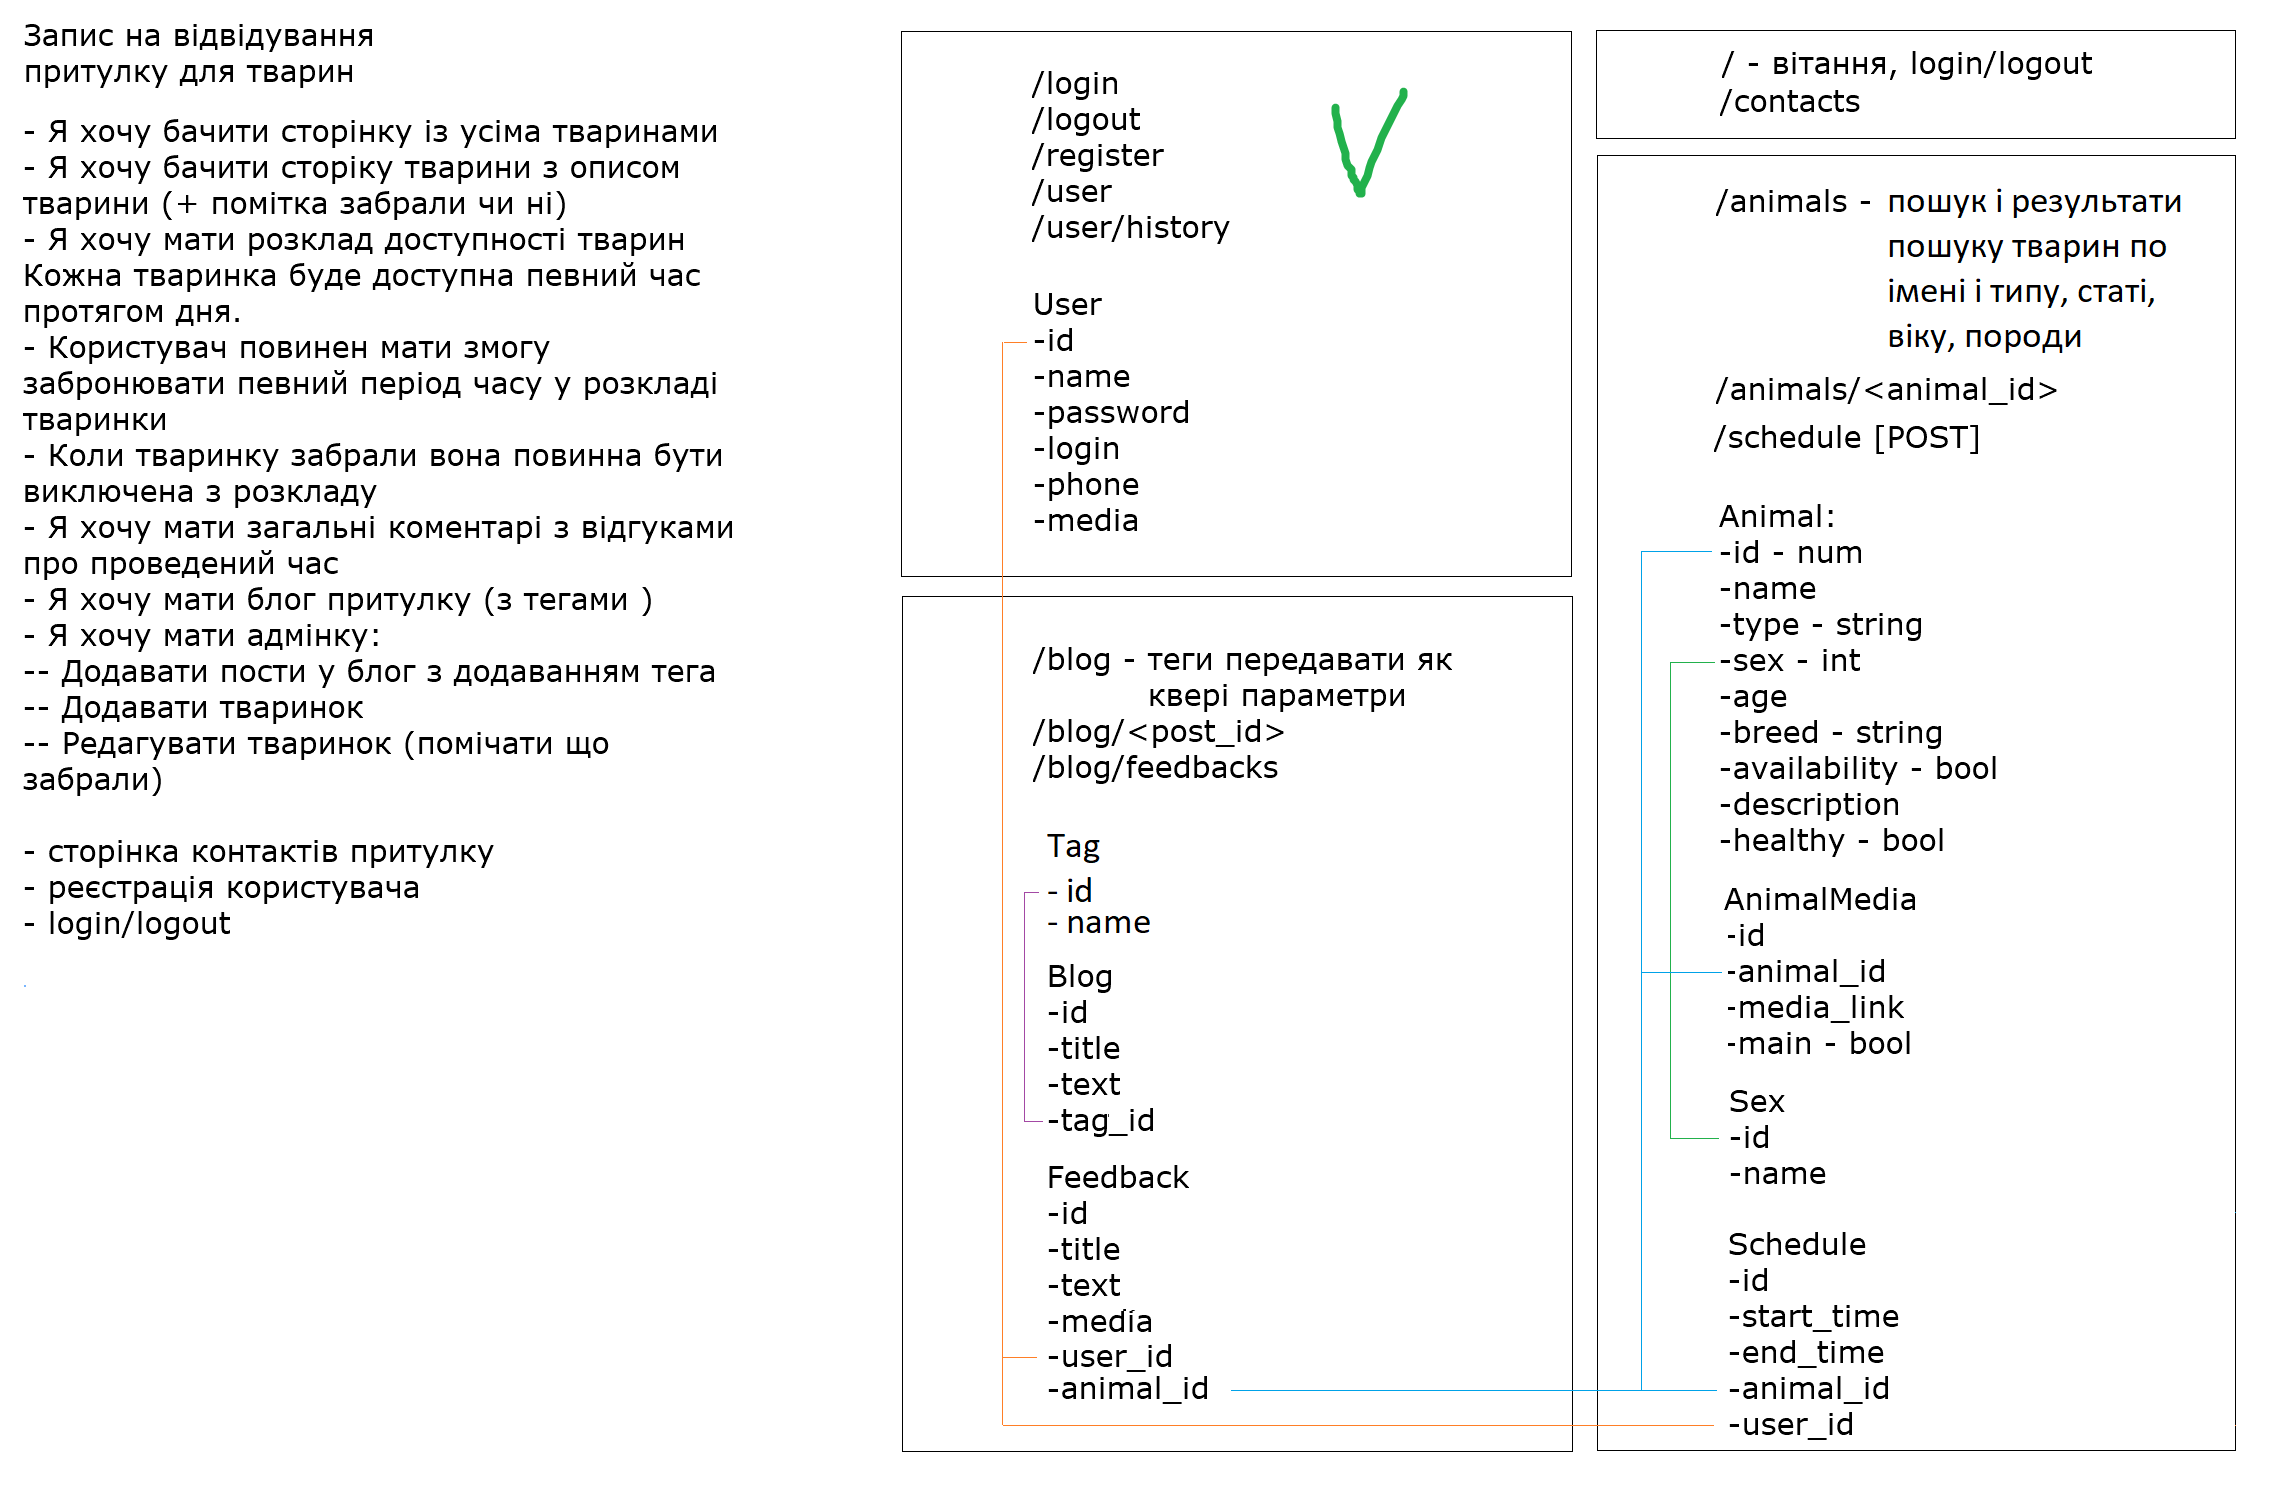 Запис на відвідування
притулку для тварин
- Я хочу бачити сторінку із усіма тваринами
- Я хочу бачити сторіку тварини з описом
тварини (+ помітка забрали чи ні)
- Я хочу мати розклад доступності тварин
Кожна тваринка буде доступна певний час
протягом дня.
- Користувач повинен мати змогу
забронювати певний період часу у розкладі
тваринки
- Коли тваринку забрали вона повинна бути
виключена з розкладу
- Я хочу мати загальні коментарі з відгуками
про проведений час
- Я хочу мати блог притулку (з тегами )
- Я хочу мати адмінку:
-- Додавати пости у блог з додаванням тега
-- Додавати тваринок
-- Редагувати тваринок (помічати що
забрали)
- сторінка контактів притулку
- реєстрація користувача
- login/logout
/login
/logout
/register
/user
/user/history
User
-id
-name
-password
-login
-phone
-media
/blog - теги передавати як
квері параметри
/blog/<post_id>
/blog/feedbacks
Tag
- id
- name
Blog
-id
-title
-text
-tag_id
Feedback
-id
-title
-text
-media
-user_id
-animal_id
/ - вітання, login/logout
/contacts
/animals - пошук і результати
пошуку тварин по
імені і типу, статі,
віку, породи
/animals/<animal_id>
/schedule [POST]
Animal:
-id - num
-name
-type - string
-sex - int
-age
-breed - string
-availability - bool
-description
-healthy - bool
AnimalMedia
-id
-animal_id
-media_link
-main - bool
Sex
-id
-name
Schedule
-id
-start_time
-end_time
-animal_id
-user_id